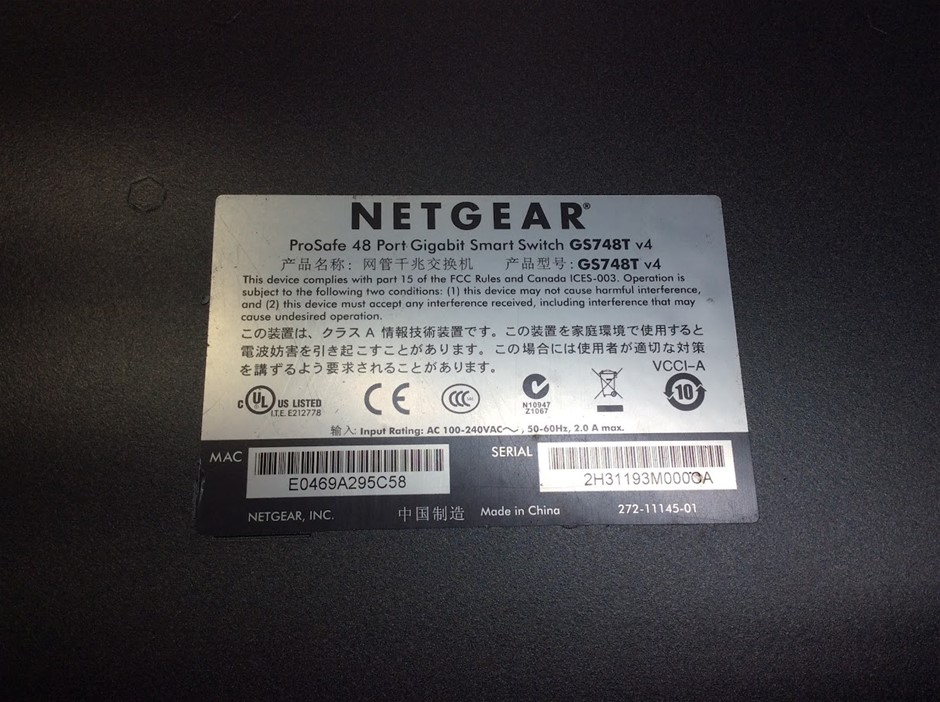 NETGEAR®
ProSafe 48 Port Gigabit Smart Switch GS748T v4
产品名称: 网管千兆交换机 产品型号: GS748T v4
This device complies with part 15 of the FCC Rules and Canada ICES-003. Operation is
subject to the following two conditions: (1) this device may not cause harmful interference,
and (2) this device must accept any interference received, including interference that may
cause undesired operation.
この装置は、クラス A 情報技術装置です。この装置を家庭環境で使用すると
電波妨害を引き起こすことがあります。この場合には使用者が適切な対策
を講ずるよう要求されることがあります。 VCCI-A
c UL US LISTED
I.T.E. E212778
CE
CCC
N10947
Z1067
10
输入: Input Rating: AC 100-240VAC～, 50-60Hz, 2.0 A max.
MAC E0469A295C58
SERIAL
NETGEAR, INC. 中国制造 Made in China 272-11145-01